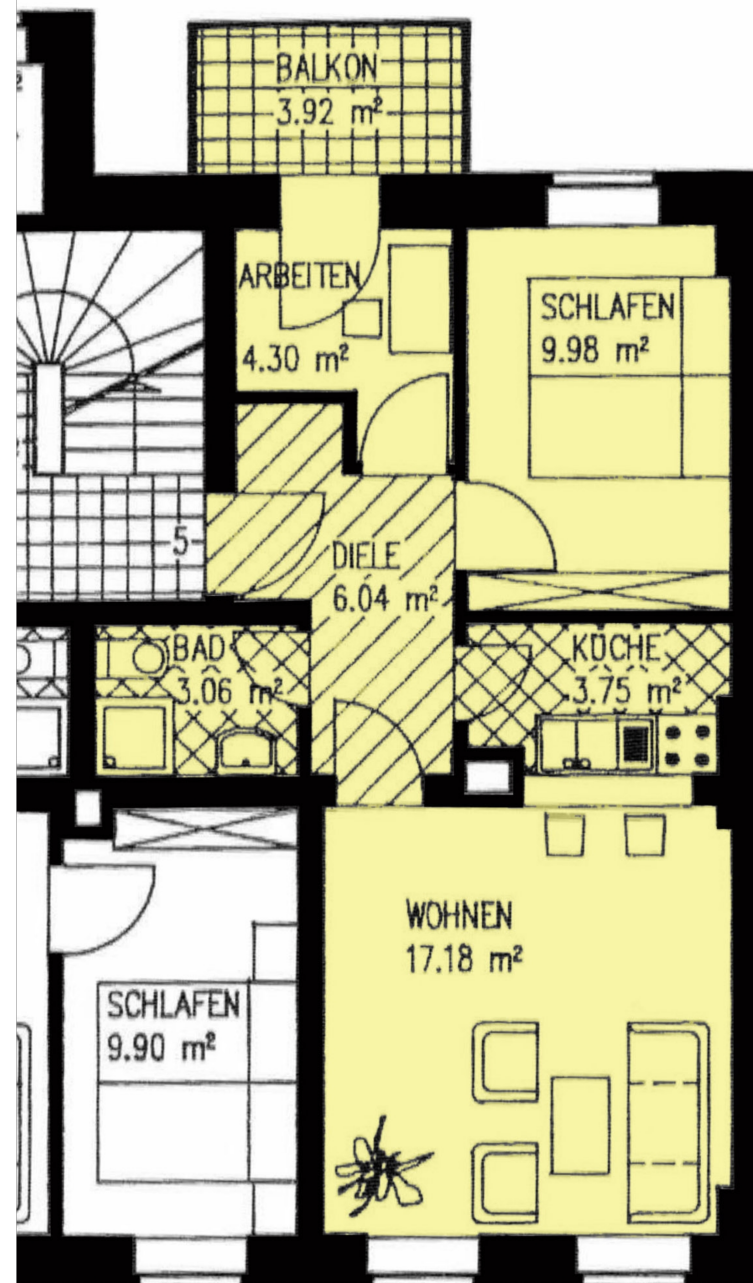 BALKON
3.92 m²
ARBEITEN
4.30 m²
SCHLAFEN
9.98 m²
5
DIELE
6.04 m²
BAD
3.06 m²
KÜCHE
3.75 m²
WOHNEN
17.18 m²
SCHLAFEN
9.90 m²